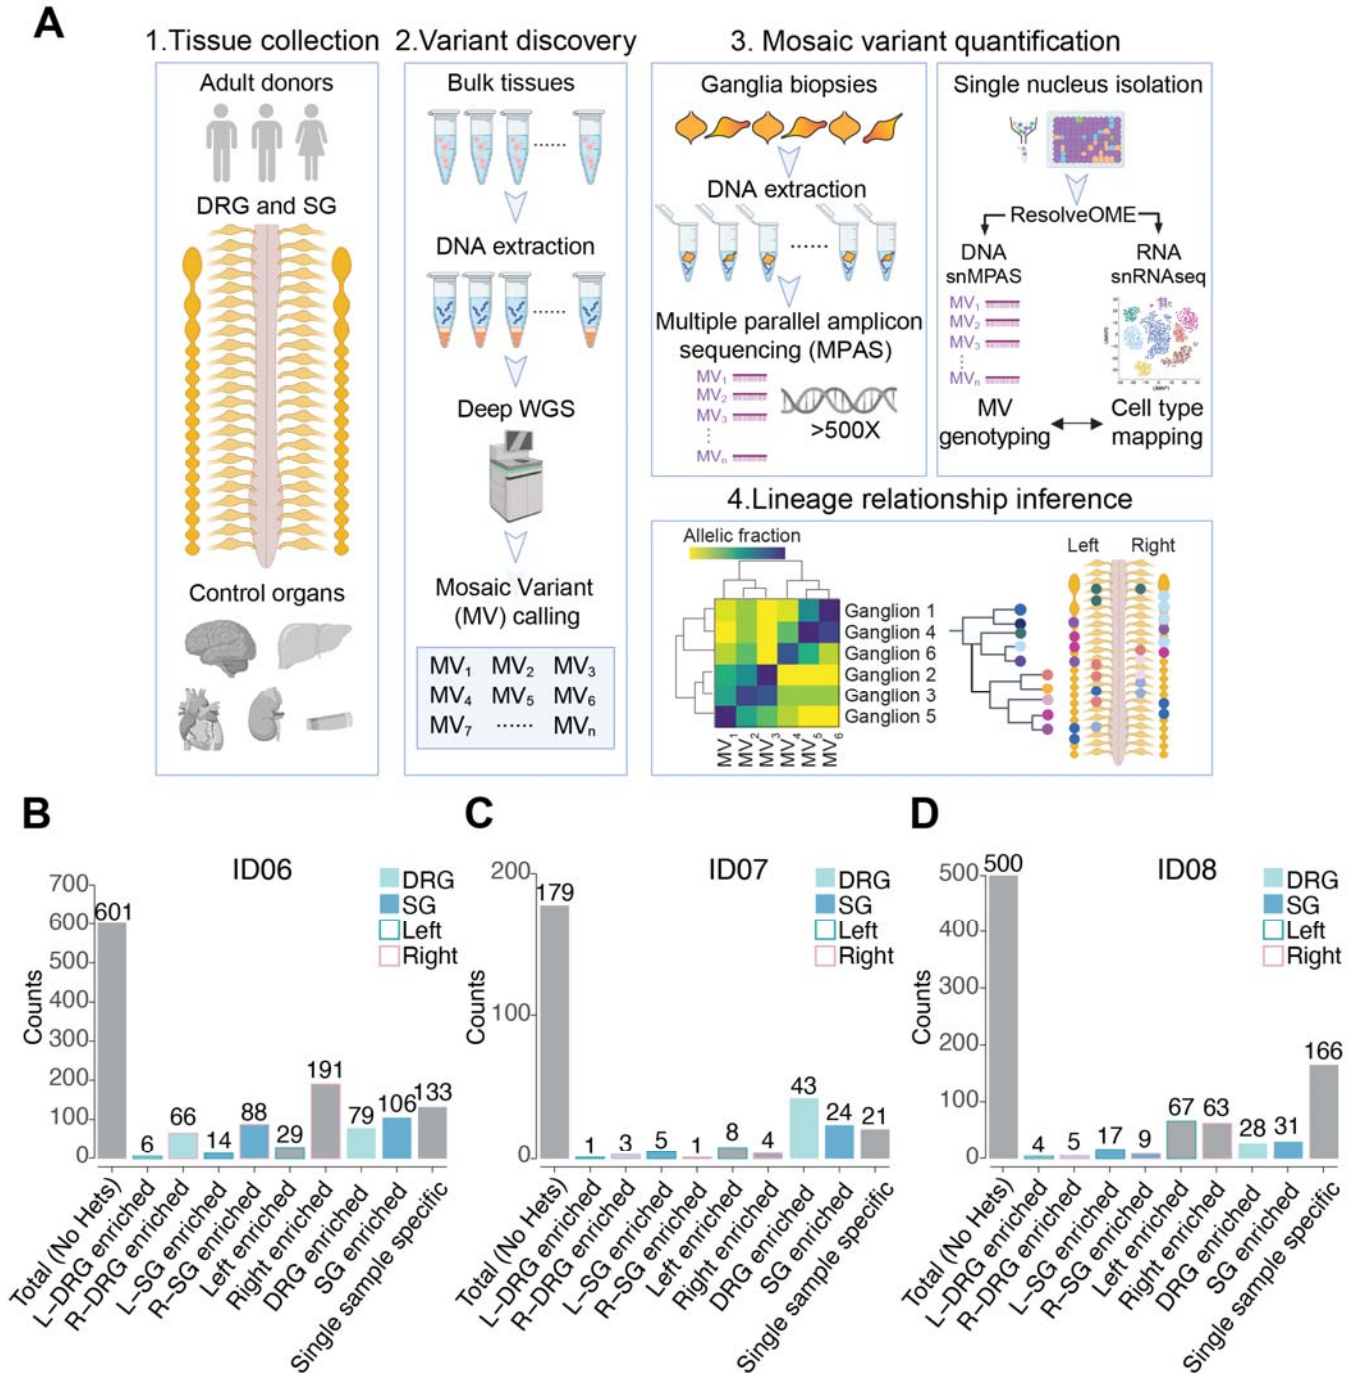 A
1.Tissue collection
Adult donors
DRG and SG
Control organs
2.Variant discovery
Bulk tissues
DNA extraction
Deep WGS
Mosaic Variant
(MV) calling
MV1 MV2 MV3
MV4 MV5 MV6
MV7 ...... MVn
3. Mosaic variant quantification
Ganglia biopsies
DNA extraction
Multiple parallel amplicon
sequencing (MPAS)
MV1
MV2
MV3
MVn
>500X
Single nucleus isolation
ResolveOME
DNA
snMPAS
MV1
MV2
MV3
MVn
MV
genotyping
RNA
snRNAseq
UMAP1
Cell type
mapping
4.Lineage relationship inference
Allelic fraction
Ganglion 1
Ganglion 4
Ganglion 6
Ganglion 2
Ganglion 3
Ganglion 5
MV1 MV2 MV3 MV4 MV5 MV6
Left Right
B
ID06
DRG
SG
Left
Right
Counts
700
600
500
400
300
200
100
0
601
6
66
14
88
29
191
79
106
133
Total (No Hets)
L-DRG enriched
R-DRG enriched
L-SG enriched
R-SG enriched
Left enriched
Right enriched
DRG enriched
SG enriched
Single sample specific
C
ID07
DRG
SG
Left
Right
Counts
200
100
0
179
1
3
5
1
8
4
43
24
21
Total (No Hets)
L-DRG enriched
R-DRG enriched
L-SG enriched
R-SG enriched
Left enriched
Right enriched
DRG enriched
SG enriched
Single sample specific
D
ID08
DRG
SG
Left
Right
Counts
500
400
300
200
100
0
500
4
5
17
9
67
63
28
31
166
Total (No Hets)
L-DRG enriched
R-DRG enriched
L-SG enriched
R-SG enriched
Left enriched
Right enriched
DRG enriched
SG enriched
Single sample specific